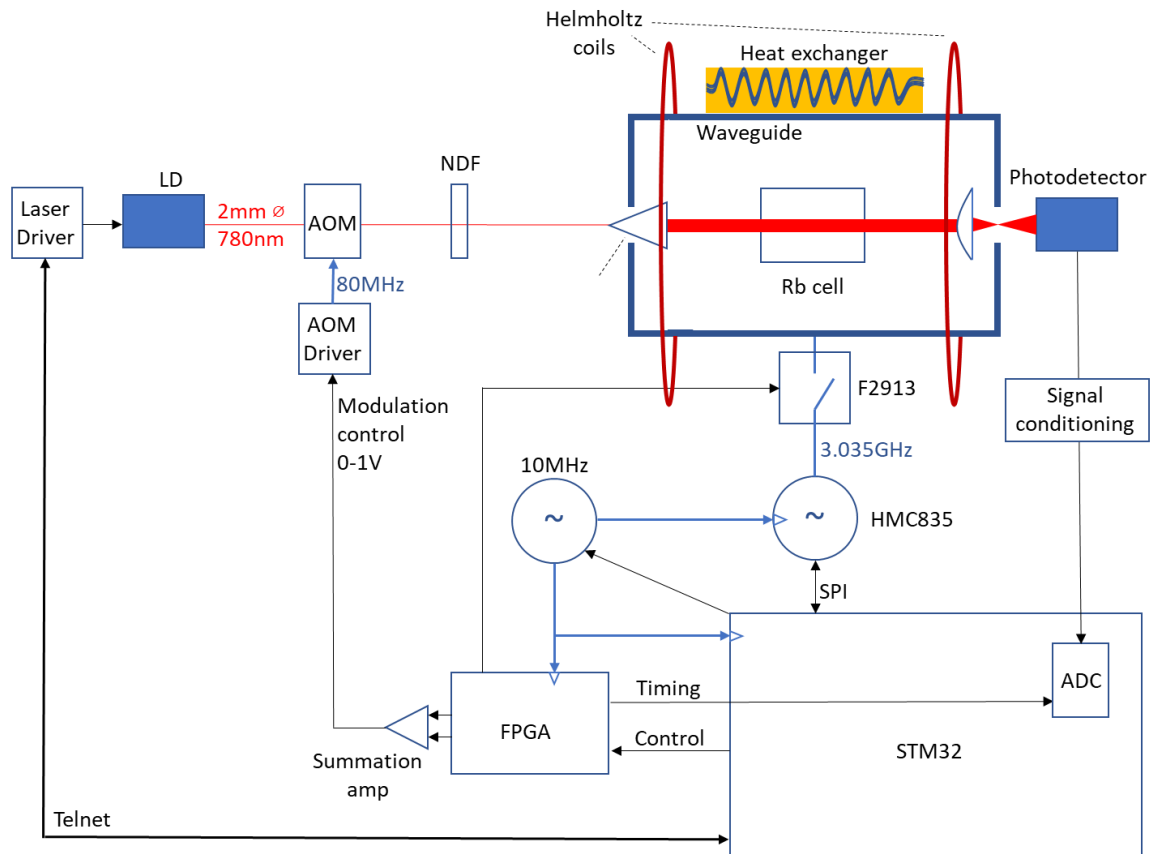 Helmholtz
coils
Heat exchanger
Waveguide
NDF
LD
Photodetector
Laser
Driver
2mm ⌀
780nm
AOM
Rb cell
80MHz
AOM
Driver
F2913
Signal
conditioning
Modulation
control
0-1V
3.035GHz
10MHz
~
~
HMC835
SPI
ADC
Timing
FPGA
Control
STM32
Summation
amp
Telnet